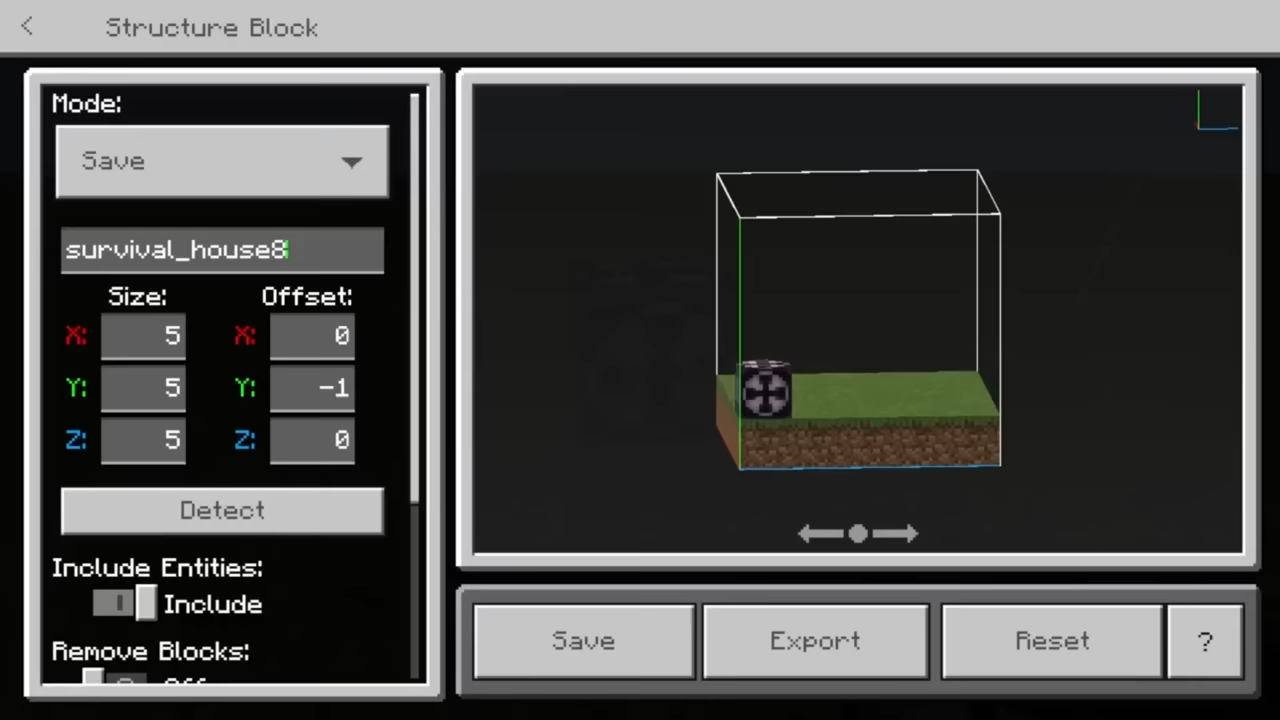 Structure Block
Mode:
Save
survival_house8
Size: Offset:
X: 5 X: 0
Y: 5 Y: -1
Z: 5 Z: 0
Detect
Include Entities:
Include
Remove Blocks:
Save Export Reset ?